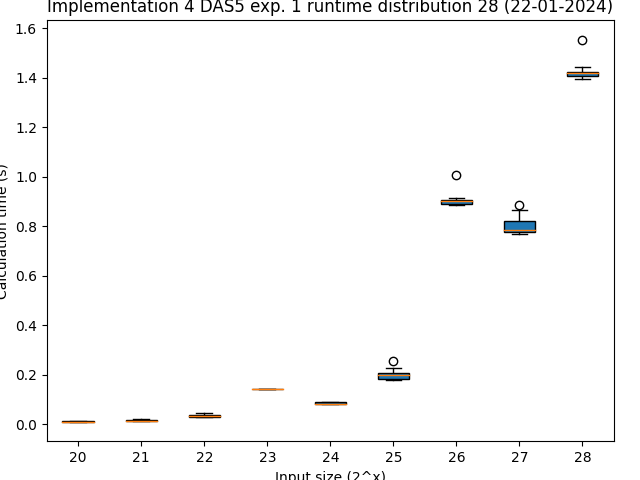 Implementation 4 DAS5 exp. 1 runtime distribution 28 (22-01-2024)
1.6
1.4
1.2
1.0
0.8
0.6
0.4
0.2
0.0
Calculation time (s)
20 21 22 23 24 25 26 27 28
Input size (2^x)